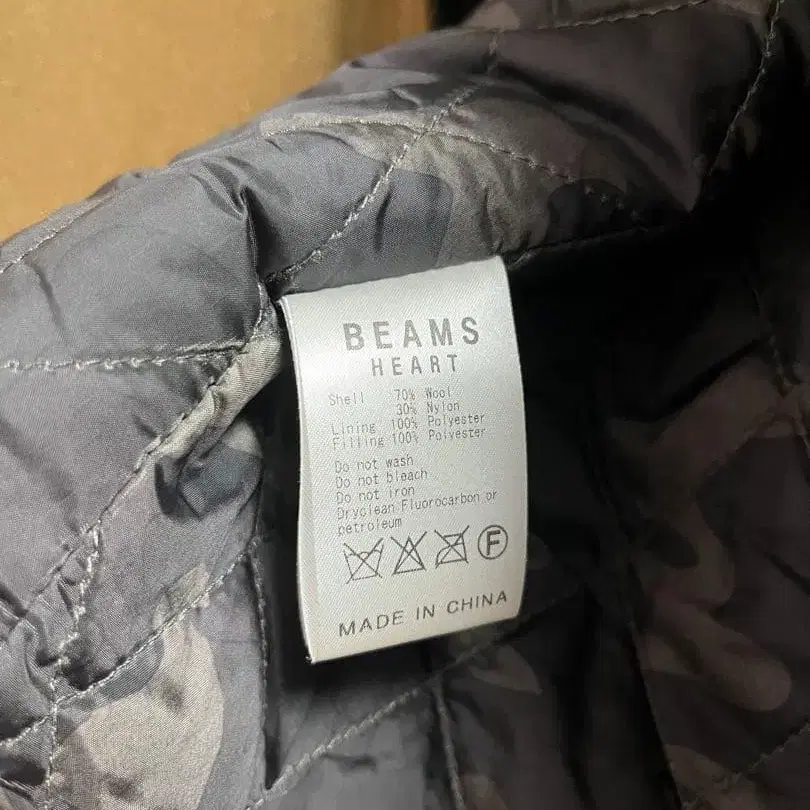 BEAMS
HEART
Shell 70% Wool
30% Nylon
Lining 100% Polyester
Filling 100% Polyester
Do not wash
Do not bleach
Do not iron
Dryclean Fluorocarbon or
petroleum
F
MADE IN CHINA